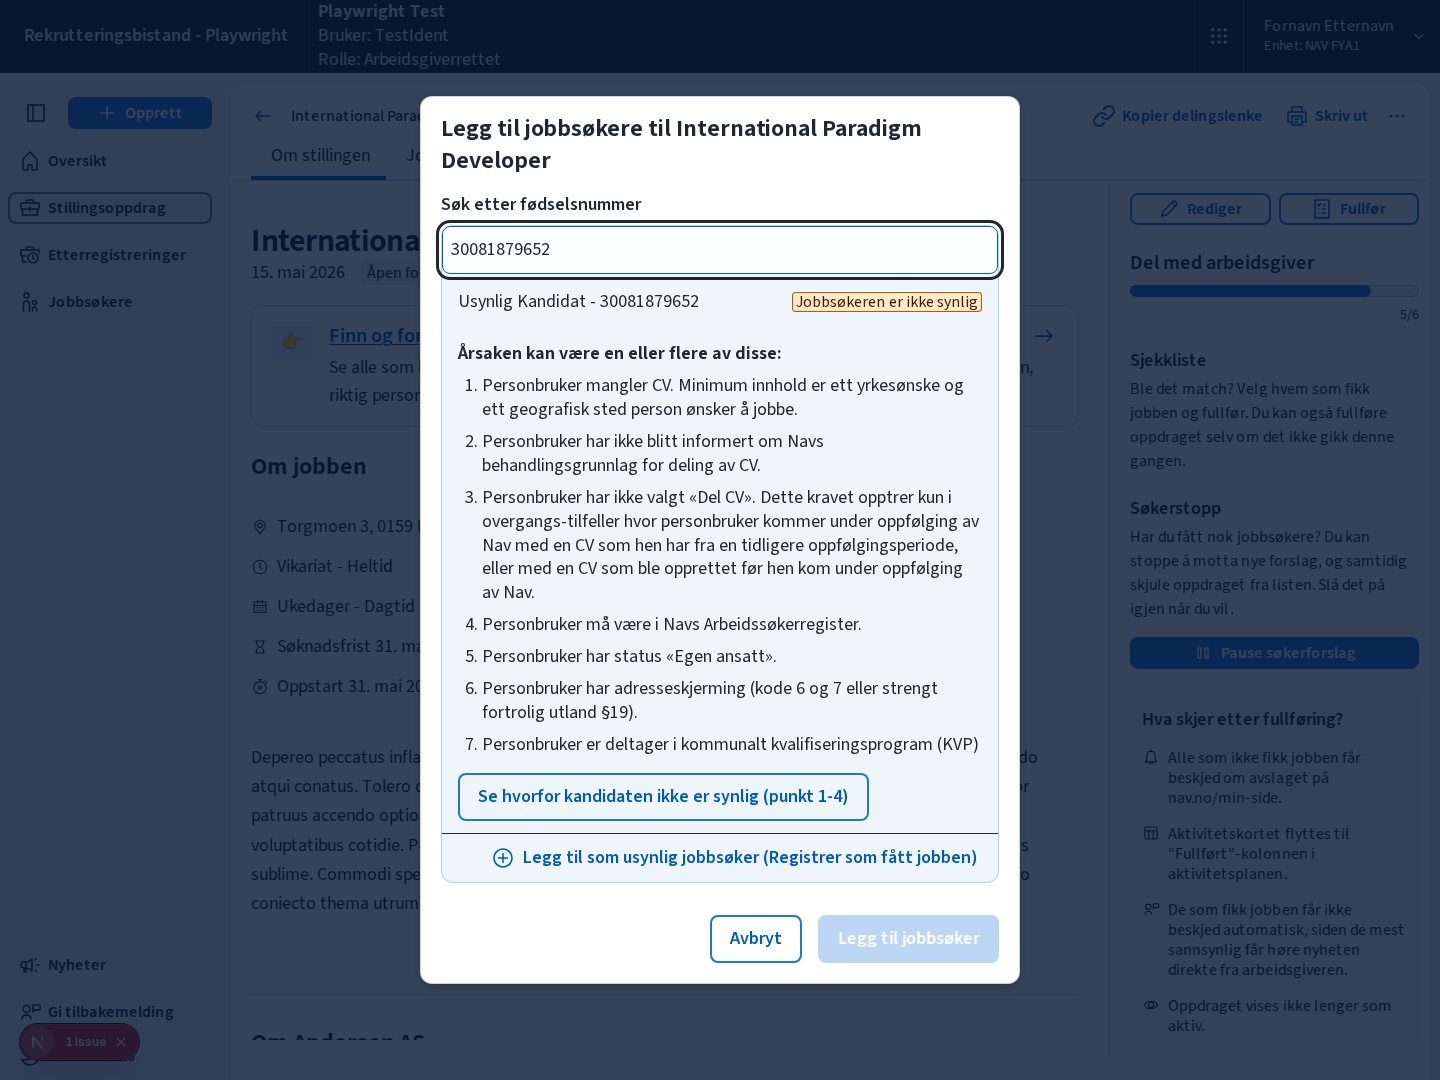 Rekrutteringsbistand - Playwright
Playwright Test
Bruker: TestIdent
Rolle: Arbeidsgiverrettet
Fornavn Etternavn
Enhet: NAV FYA1
Opprett
Oversikt
Stillingsoppdrag
Etterregistreringer
Jobbsøkere
Nyheter
Gi tilbakemelding
1 Issue
International Parad
Kopier delingslenke
Skriv ut
Om stillingen
International
15. mai 2026
Åpen fo
Finn og for
Se alle som
riktig person
Om jobben
Torgmoen 3, 0159
Vikariat - Heltid
Ukedager - Dagtid
Søknadsfrist 31. ma
Oppstart 31. mai 20
Depereo peccatus infla
atqui conatus. Tolero
patruus accendo optio
voluptatibus cotidie. P
sublime. Commodi spe
coniecto thema utrum
Om Andersen AS
Legg til jobbsøkere til International Paradigm
Developer
Søk etter fødselsnummer
30081879652
Usynlig Kandidat - 30081879652
Jobbsøkeren er ikke synlig
Årsaken kan være en eller flere av disse:
1. Personbruker mangler CV. Minimum innhold er ett yrkesønske og
ett geografisk sted person ønsker å jobbe.
2. Personbruker har ikke blitt informert om Navs
behandlingsgrunnlag for deling av CV.
3. Personbruker har ikke valgt «Del CV». Dette kravet opptrer kun i
overgangs-tilfeller hvor personbruker kommer under oppfølging av
Nav med en CV som hen har fra en tidligere oppfølgingsperiode,
eller med en CV som ble opprettet før hen kom under oppfølging
av Nav.
4. Personbruker må være i Navs Arbeidssøkerregister.
5. Personbruker har status «Egen ansatt».
6. Personbruker har adresseskjerming (kode 6 og 7 eller strengt
fortrolig utland §19).
7. Personbruker er deltager i kommunalt kvalifiseringsprogram (KVP)
Se hvorfor kandidaten ikke er synlig (punkt 1-4)
Legg til som usynlig jobbsøker (Registrer som fått jobben)
Avbryt
Legg til jobbsøker
Rediger
Fullfør
Del med arbeidsgiver
5/6
Sjekkliste
Ble det match? Velg hvem som fikk
jobben og fullfør. Du kan også fullføre
oppdraget selv om det ikke gikk denne
gangen.
Søkerstopp
Har du fått nok jobbsøkere? Du kan
stoppe å motta nye forslag, og samtidig
skjule oppdraget fra listen. Slå det på
igjen når du vil.
Pause søkerforslag
Hva skjer etter fullføring?
Alle som ikke fikk jobben får
beskjed om avslaget på
nav.no/min-side.
Aktivitetskortet flyttes til
“Fullført”-kolonnen i
aktivitetsplanen.
De som fikk jobben får ikke
beskjed automatisk, siden de mest
sannsynlig får høre nyheten
direkte fra arbeidsgiveren.
Oppdraget vises ikke lenger som
aktiv.